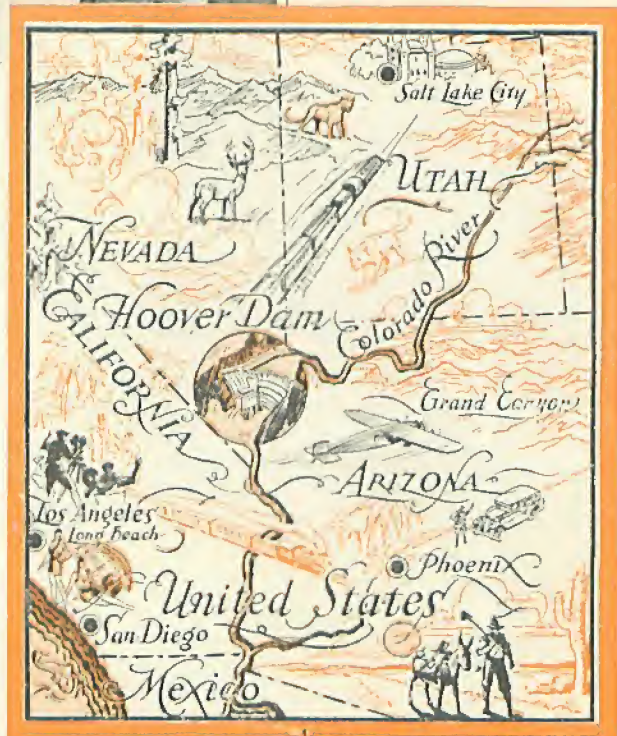 Salt Lake City
UTAH
NEVADA
Colorado River
Hoover Dam
CALIFORNIA
Grand Canyon
ARIZONA
Los Angeles
Long Beach
Phoenix
United States
San Diego
Mexico